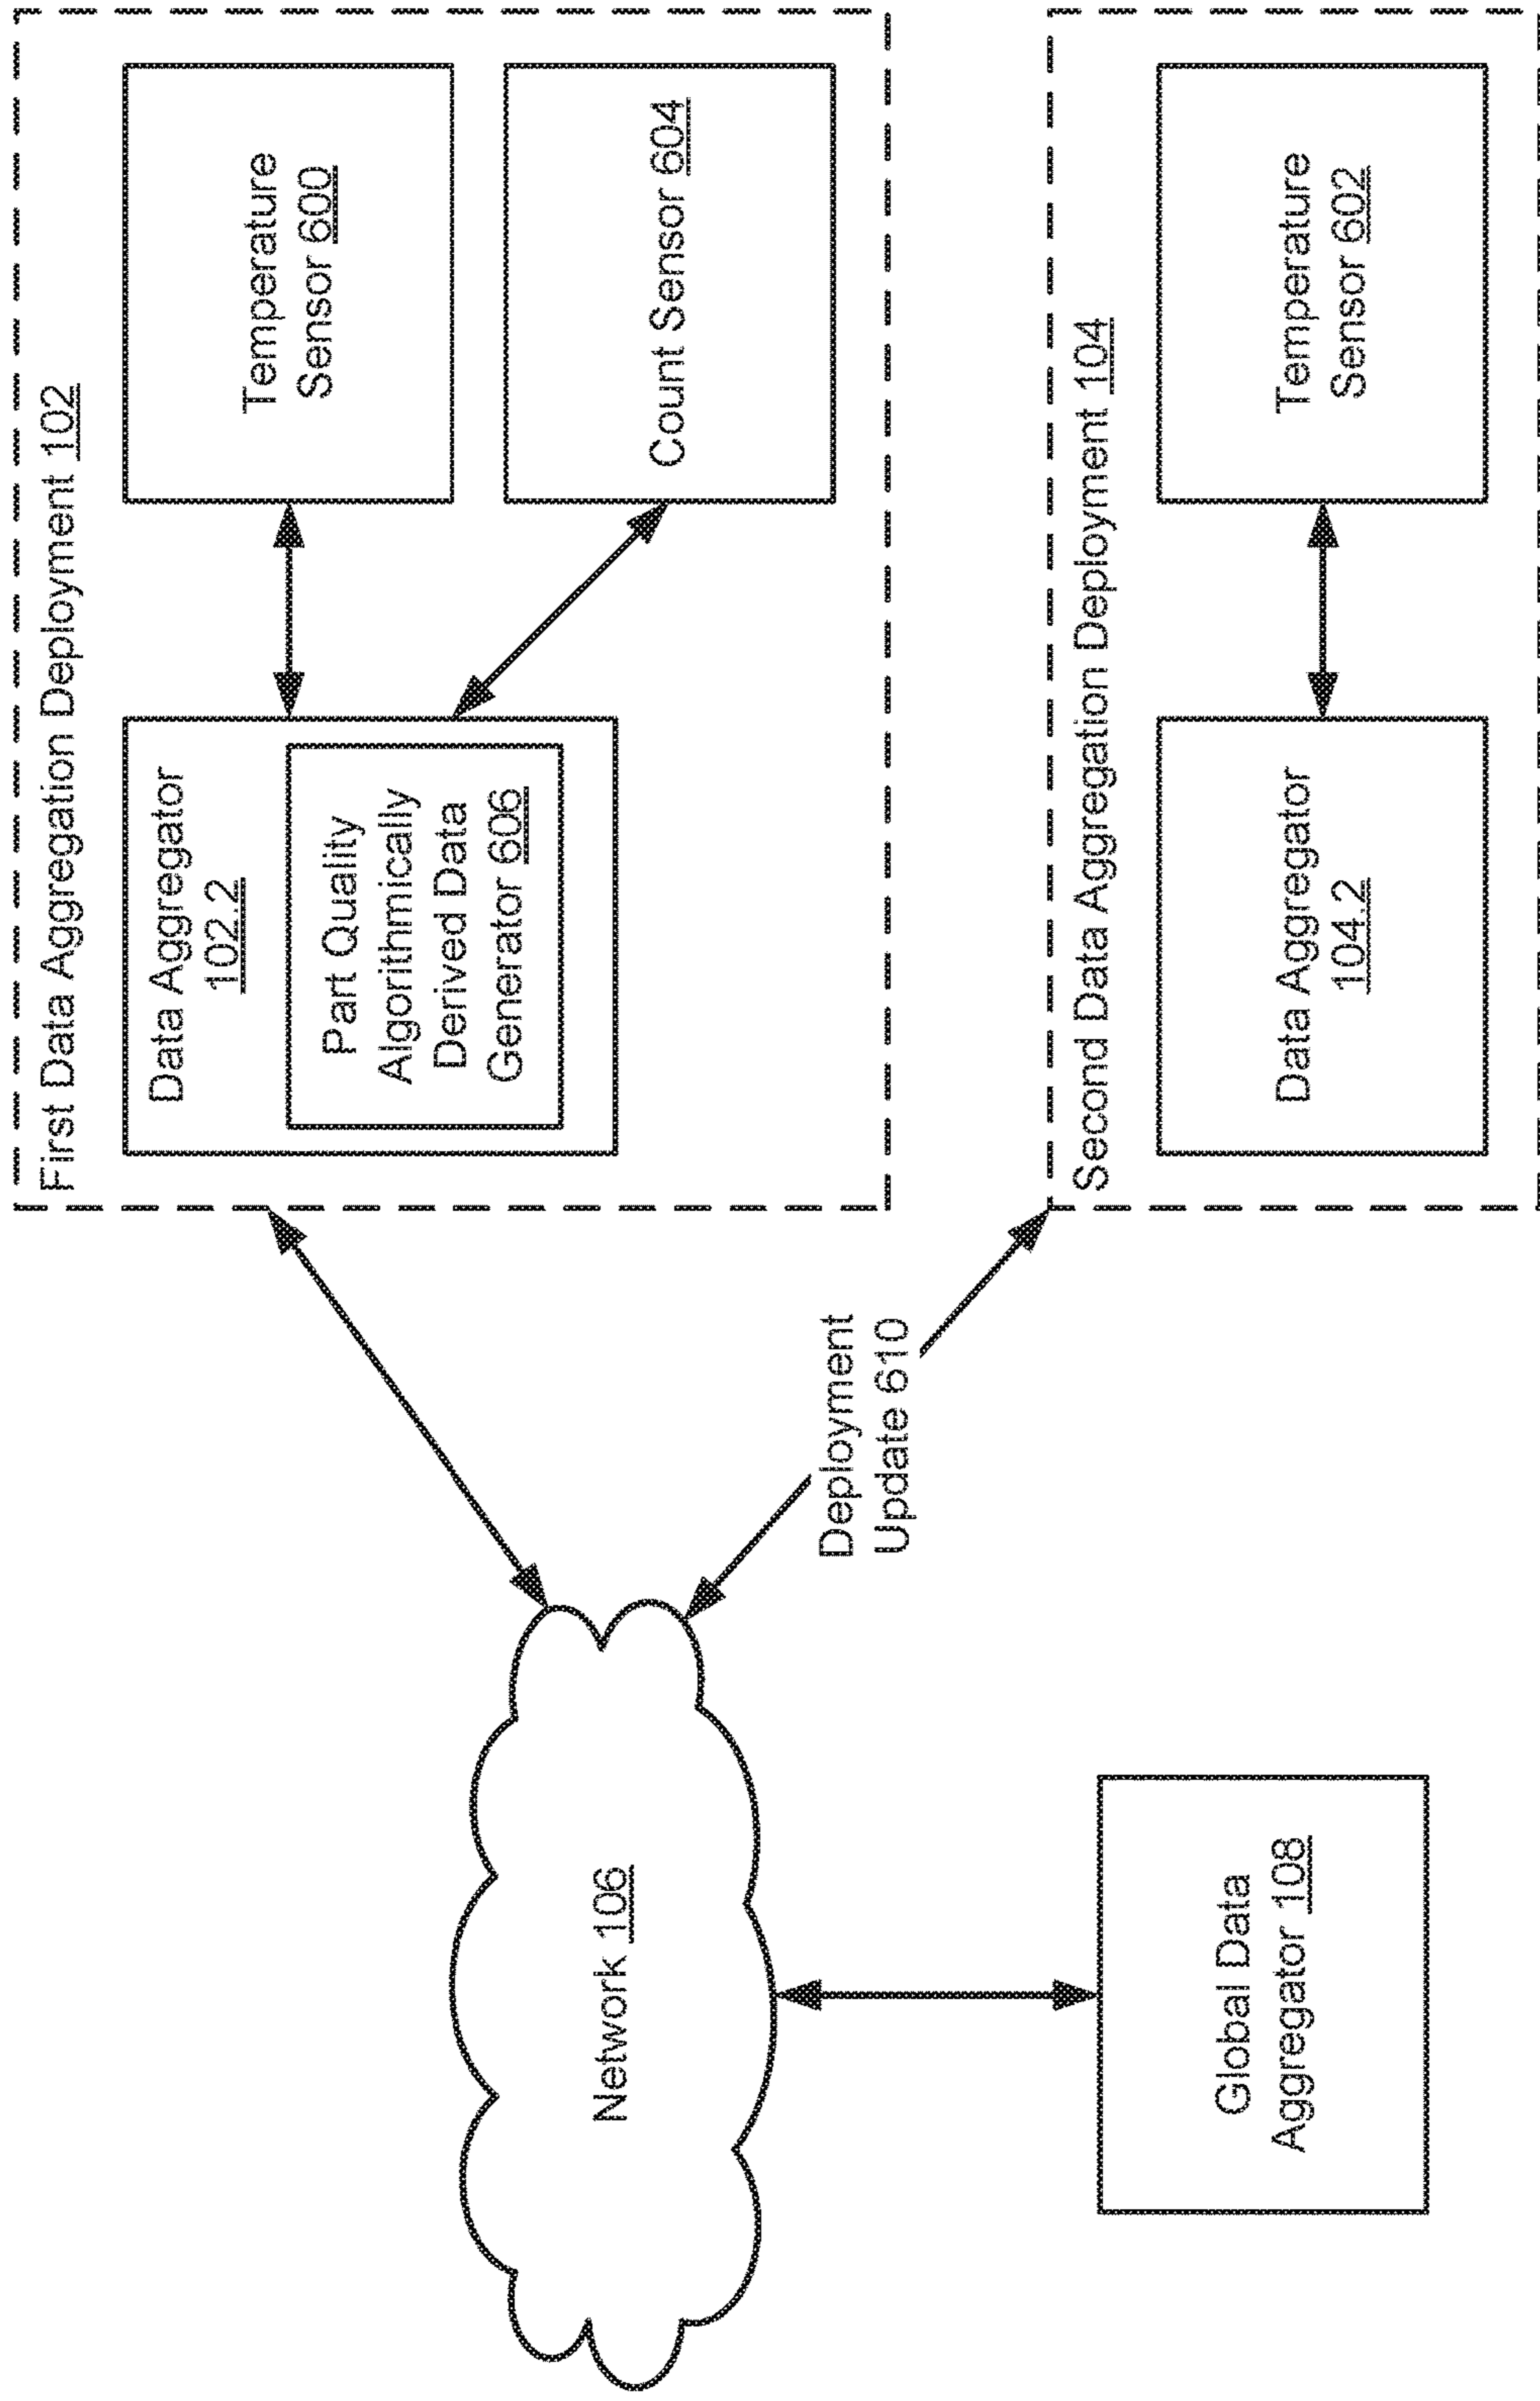 First Data Aggregation Deployment 102
Data Aggregator
102.2
Part Quality
Algorithmically
Derived Data
Generator 606
Temperature
Sensor 600
Count Sensor 604
Network 106
Deployment
Update 610
Global Data
Aggregator 108
Second Data Aggregation Deployment 104
Data Aggregator
104.2
Temperature
Sensor 602